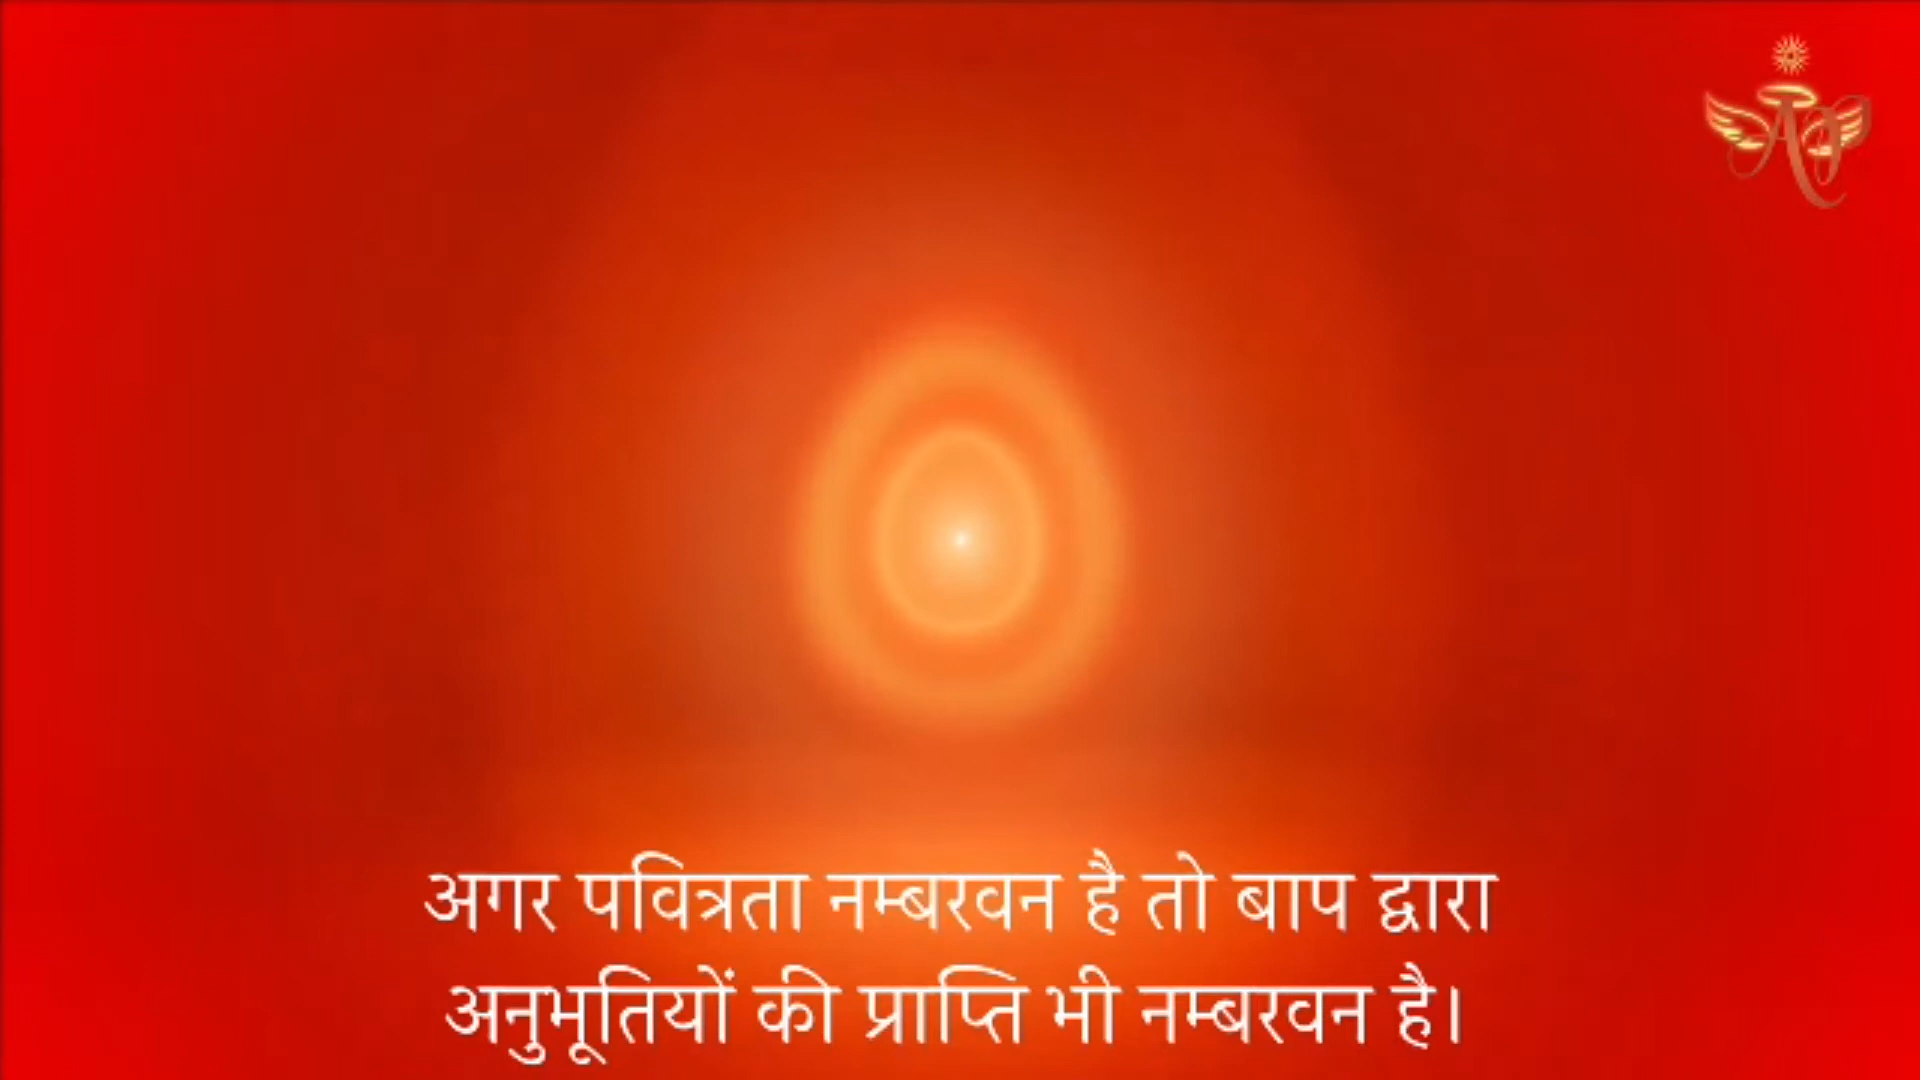 अगर पवित्रता नम्बरवन है तो बाप द्वारा
अनुभूतियों की प्राप्ति भी नम्बरवन है।